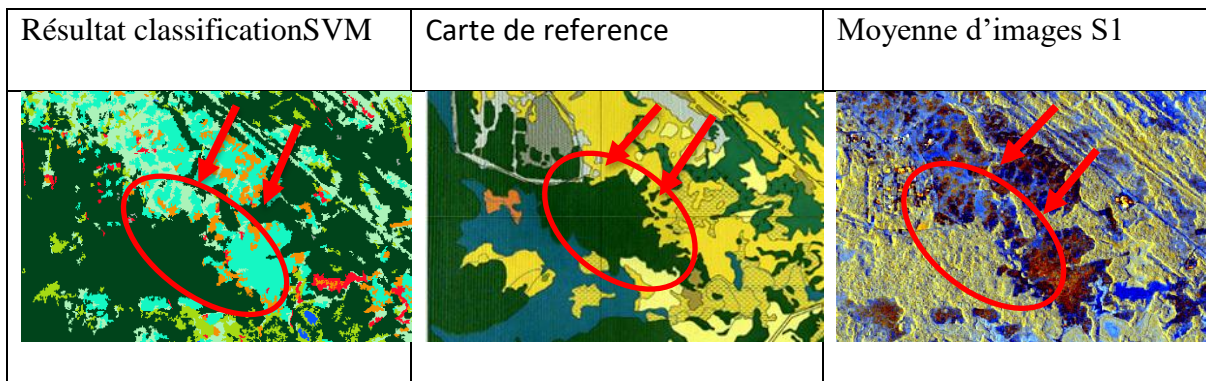 Résultat classificationSVM
Carte de reference
Moyenne d’images S1